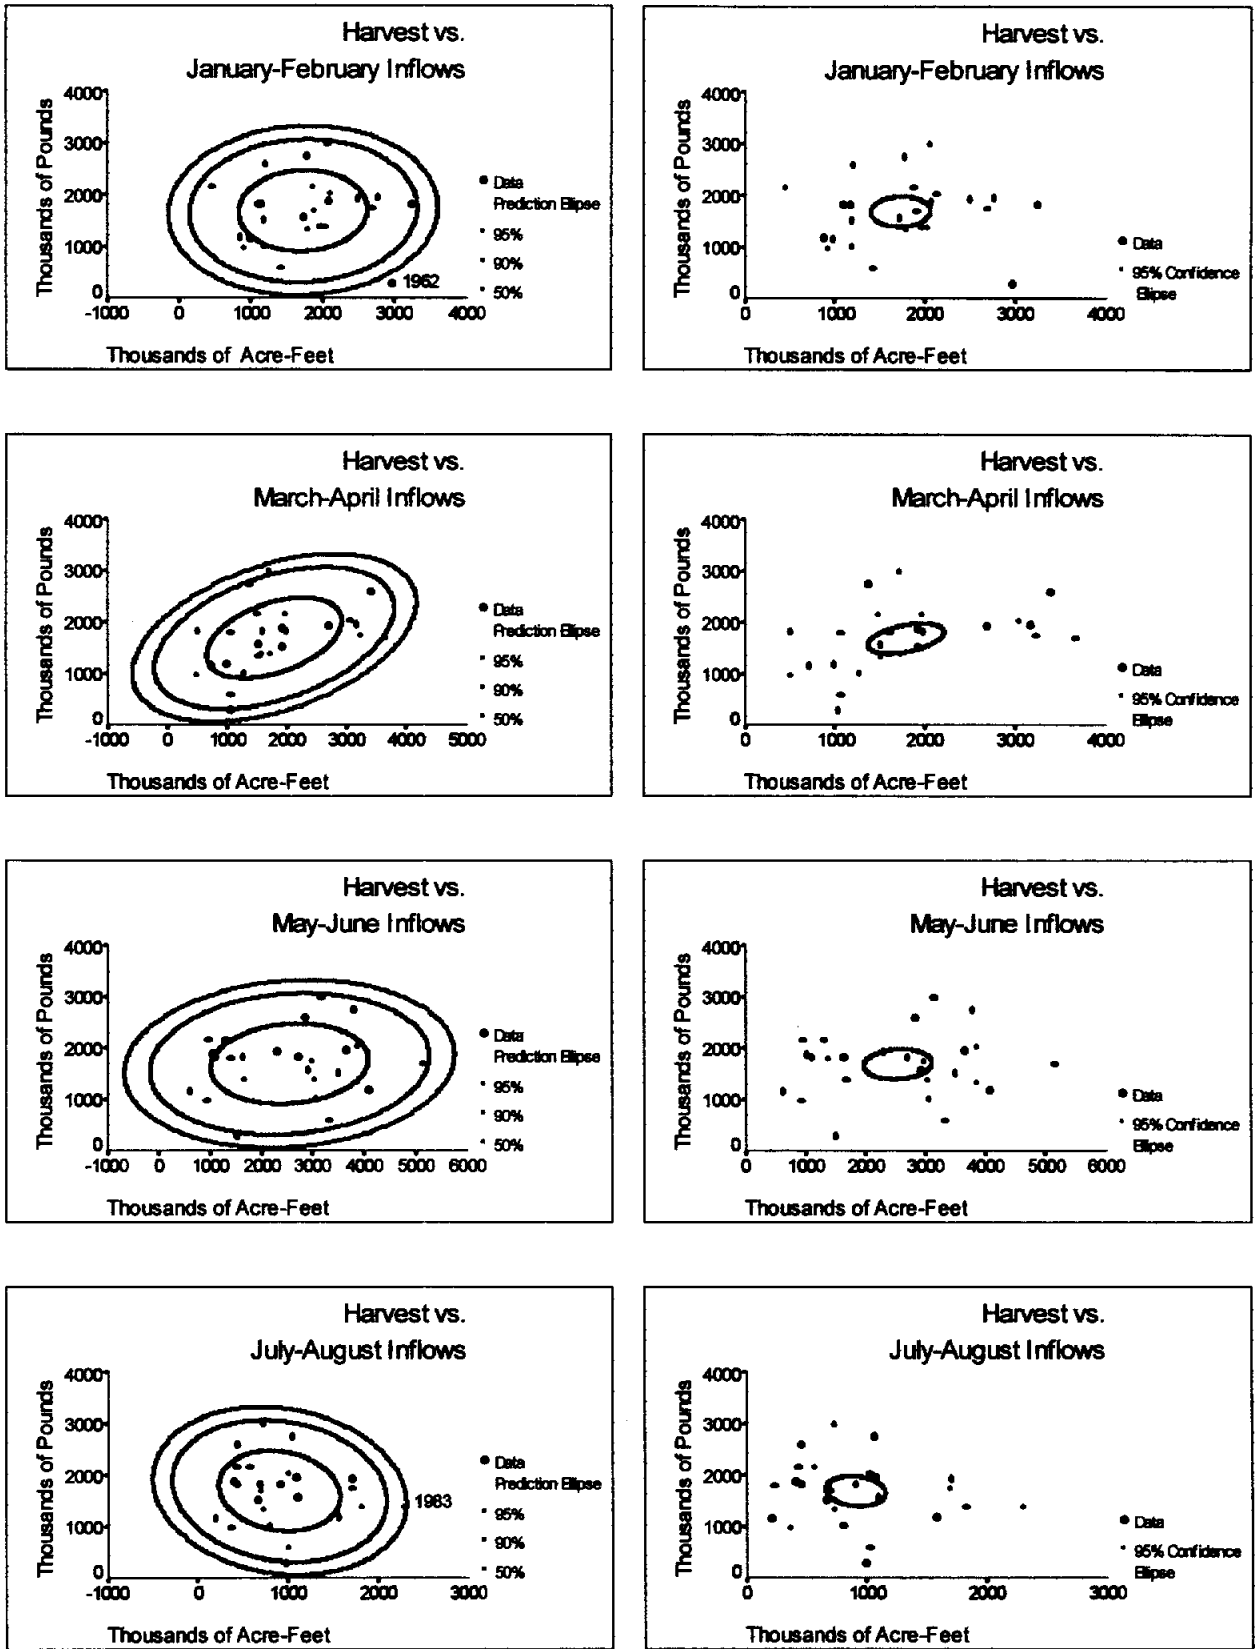 Harvest vs.
January-February Inflows
Thousands of Pounds
4000
3000
2000
1000
0
-1000 0 1000 2000 3000 4000
Thousands of Acre-Feet
1962
Data
Prediction Ellipse
95%
90%
50%
Harvest vs.
January-February Inflows
Thousands of Pounds
4000
3000
2000
1000
0
0 1000 2000 3000 4000
Thousands of Acre-Feet
Data
95% Confidence
Ellipse
Harvest vs.
March-April Inflows
Thousands of Pounds
4000
3000
2000
1000
0
-1000 0 1000 2000 3000 4000 5000
Thousands of Acre-Feet
Data
Prediction Ellipse
95%
90%
50%
Harvest vs.
March-April Inflows
Thousands of Pounds
4000
3000
2000
1000
0
0 1000 2000 3000 4000
Thousands of Acre-Feet
Data
95% Confidence
Ellipse
Harvest vs.
May-June Inflows
Thousands of Pounds
4000
3000
2000
1000
0
-1000 0 1000 2000 3000 4000 5000 6000
Thousands of Acre-Feet
Data
Prediction Ellipse
95%
90%
50%
Harvest vs.
May-June Inflows
Thousands of Pounds
4000
3000
2000
1000
0
0 1000 2000 3000 4000 5000 6000
Thousands of Acre-Feet
Data
95% Confidence
Ellipse
Harvest vs.
July-August Inflows
Thousands of Pounds
4000
3000
2000
1000
0
-1000 0 1000 2000 3000
Thousands of Acre-Feet
1983
Data
Prediction Ellipse
95%
90%
50%
Harvest vs.
July-August Inflows
Thousands of Pounds
4000
3000
2000
1000
0
0 1000 2000 3000
Thousands of Acre-Feet
Data
95% Confidence
Ellipse